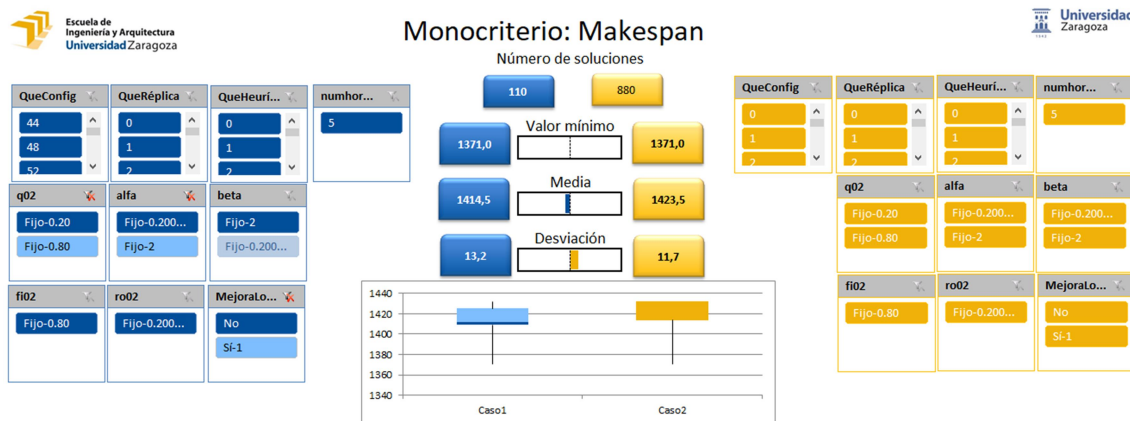 Escuela de
Ingeniería y Arquitectura
Universidad Zaragoza
Monocriterio: Makespan
Universidad
Zaragoza
1542
Número de soluciones
110 880
Valor mínimo
1371,0 1371,0
Media
1414,5 1423,5
Desviación
13,2 11,7
QueConfig QueRéplica QueHeurí... numhor...
44 0 0 5
48 1 1
52 2 2
q02 alfa beta
Fijo-0.20 Fijo-0.200... Fijo-2
Fijo-0.80 Fijo-2 Fijo-0.200...
fi02 ro02 MejoraLo...
Fijo-0.80 Fijo-0.200... No
Sí-1
1440
1420
1400
1380
1360
1340
Caso1 Caso2
QueConfig QueRéplica QueHeurí... numhor...
0 0 0 5
1 1 1
2 2 2
q02 alfa beta
Fijo-0.20 Fijo-0.200... Fijo-0.200...
Fijo-0.80 Fijo-2 Fijo-2
fi02 ro02 MejoraLo...
Fijo-0.80 Fijo-0.200... No
Sí-1